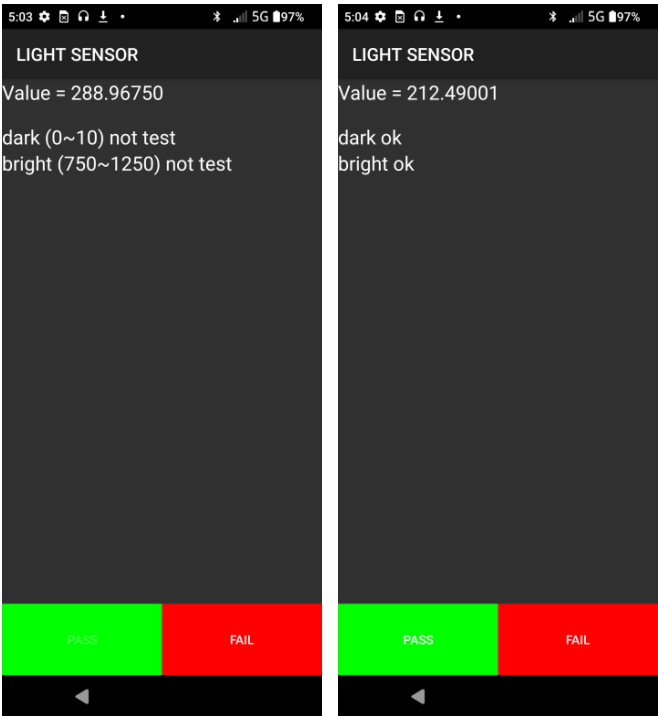 5:03
5G 97%
LIGHT SENSOR
Value = 288.96750
dark (0~10) not test
bright (750~1250) not test
PASS
FAIL
5:04
5G 97%
LIGHT SENSOR
Value = 212.49001
dark ok
bright ok
PASS
FAIL